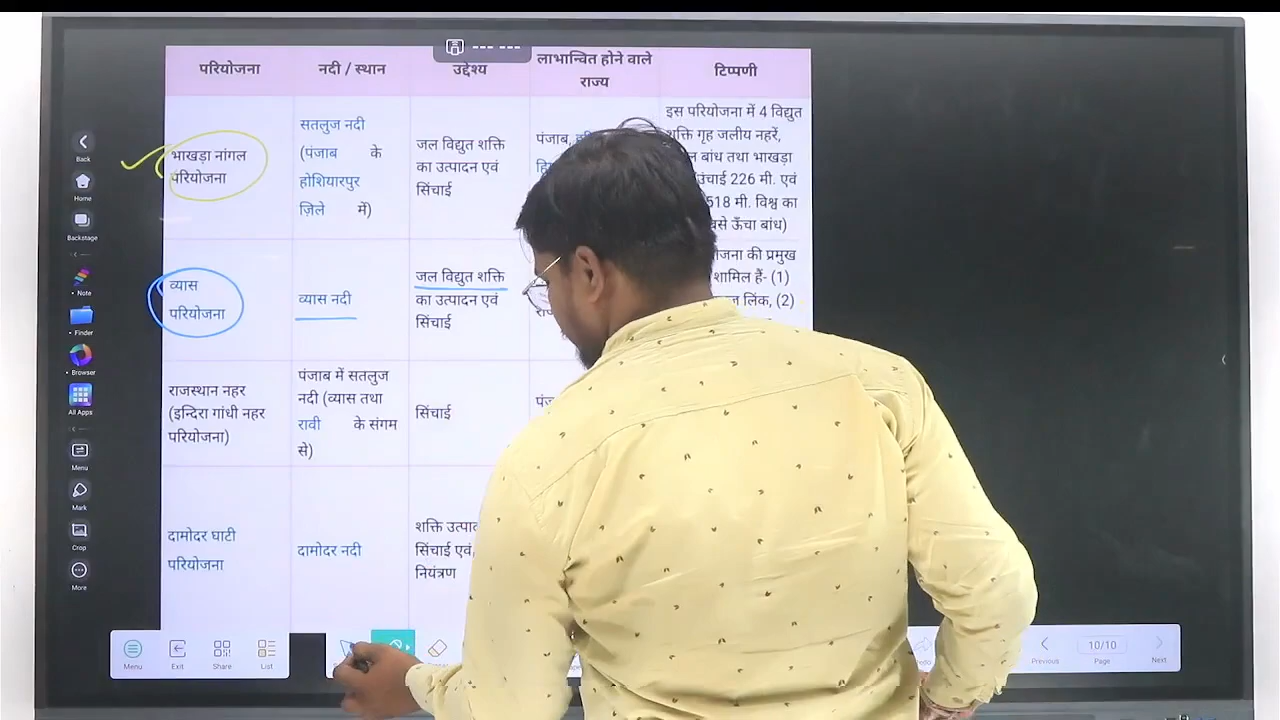 परियोजना
नदी / स्थान
उद्देश्य
लाभान्वित होने वाले
राज्य
टिप्पणी
भाखड़ा नांगल
परियोजना
सतलुज नदी
(पंजाब के
होशियारपुर
ज़िले में)
जल विद्युत शक्ति
का उत्पादन एवं
सिंचाई
पंजाब,
इस परियोजना में 4 विद्युत
शक्ति गृह जलीय नहरें,
बांध तथा भाखड़ा
226 मी. एवं
518 मी. विश्व का
ऊँचा बांध)
व्यास
परियोजना
व्यास नदी
जल विद्युत शक्ति
का उत्पादन एवं
सिंचाई
की प्रमुख
शामिल हैं- (1)
लिंक, (2)
राजस्थान नहर
(इन्दिरा गांधी नहर
परियोजना)
पंजाब में सतलुज
नदी (व्यास तथा
रावी के संगम
से)
सिंचाई
दामोदर घाटी
परियोजना
दामोदर नदी
शक्ति
सिंचाई एवं
नियंत्रण
Back
Home
Backstage
Note
Finder
Browser
All Apps
Menu
Mark
Crop
More
Menu
Exit
Share
List
Previous
10/10
Page
Next